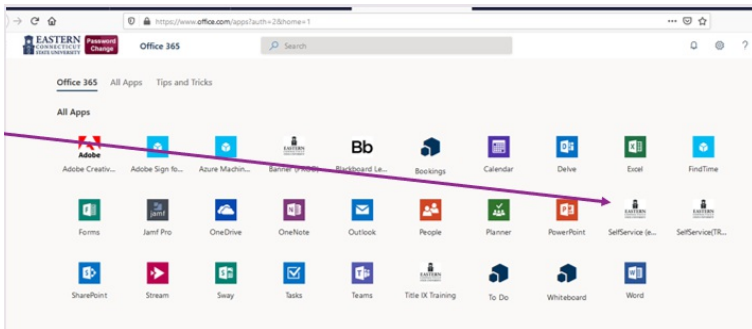 https://www.office.com/apps?auth=2&home=1
EASTERN
CONNECTICUT
STATE UNIVERSITY
Password
Change
Office 365
Search
?
Office 365 All Apps Tips and Tricks
All Apps
Adobe
Bb
Adobe Creativ... Adobe Sign fo... Azure Machin... Banner Blackboard Le... Bookings Calendar Delve Excel FindTime
jamf
Forms Jamf Pro OneDrive OneNote Outlook People Planner PowerPoint SelfService (e... SelfService(TR...
SharePoint Stream Sway Tasks Teams Title IX Training To Do Whiteboard Word